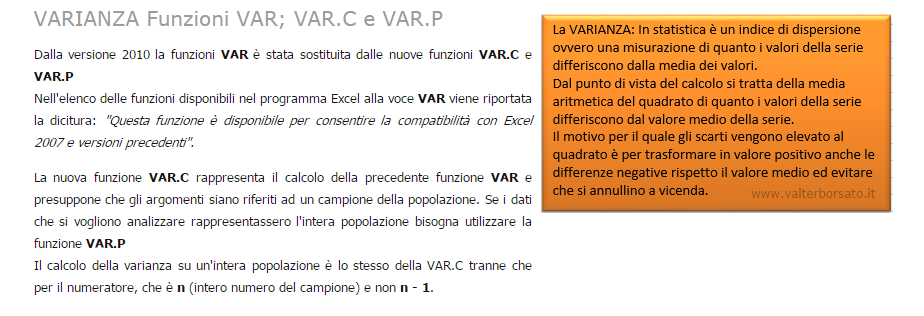 VARIANZA Funzioni VAR; VAR.C e VAR.P
Dalla versione 2010 la funzioni VAR è stata sostituita dalle nuove funzioni VAR.C e
VAR.P
Nell'elenco delle funzioni disponibili nel programma Excel alla voce VAR viene riportata
la dicitura: "Questa funzione è disponibile per consentire la compatibilità con Excel
2007 e versioni precedenti".
La nuova funzione VAR.C rappresenta il calcolo della precedente funzione VAR e
presuppone che gli argomenti siano riferiti ad un campione della popolazione. Se i dati
che si vogliono analizzare rappresentassero l'intera popolazione bisogna utilizzare la
funzione VAR.P
Il calcolo della varianza su un'intera popolazione è lo stesso della VAR.C tranne che
per il numeratore, che è n (intero numero del campione) e non n - 1.
La VARIANZA: In statistica è un indice di dispersione
ovvero una misurazione di quanto i valori della serie
differiscono dalla media dei valori.
Dal punto di vista del calcolo si tratta della media
aritmetica del quadrato di quanto i valori della serie
differiscono dal valore medio della serie.
Il motivo per il quale gli scarti vengono elevato al
quadrato è per trasformare in valore positivo anche le
differenze negative rispetto il valore medio ed evitare
che si annullino a vicenda.
www.valterborsato.it